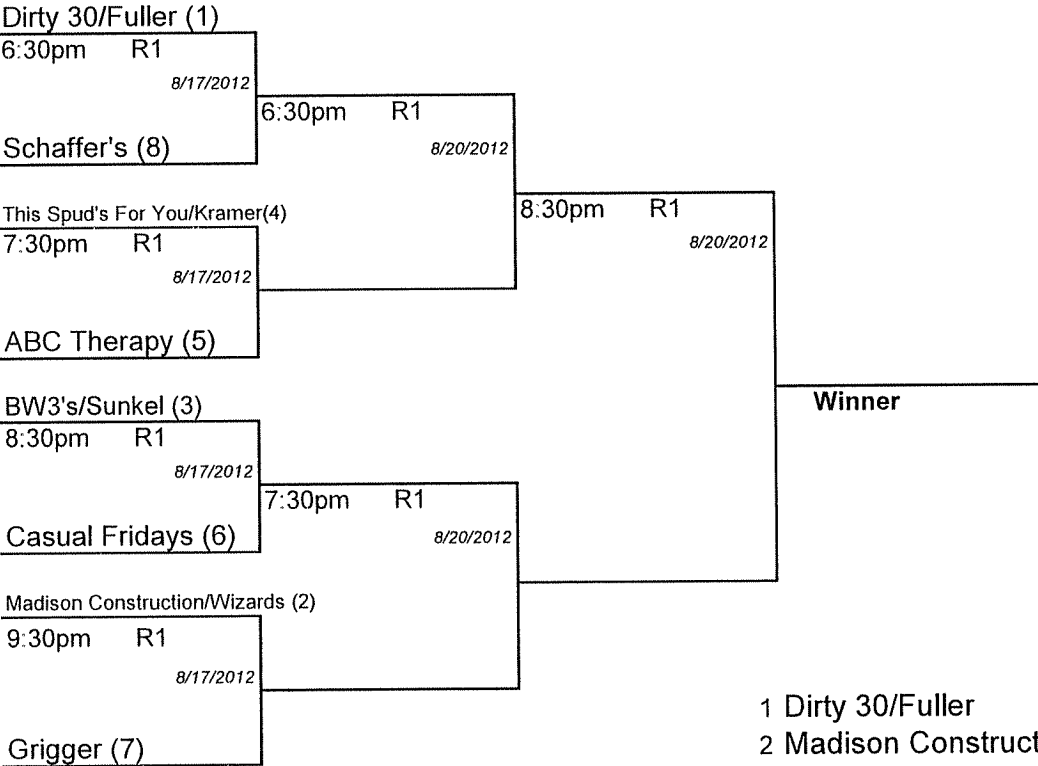 Dirty 30/Fuller (1)
6:30pm R1
8/17/2012
Schaffer's (8)
6:30pm R1
8/20/2012
This Spud's For You/Kramer(4)
7:30pm R1
8/17/2012
ABC Therapy (5)
8:30pm R1
8/20/2012
BW3's/Sunkel (3)
8:30pm R1
8/17/2012
Casual Fridays (6)
7:30pm R1
8/20/2012
Madison Construction/Wizards (2)
9:30pm R1
8/17/2012
Grigger (7)
Winner
1 Dirty 30/Fuller
2 Madison Construct